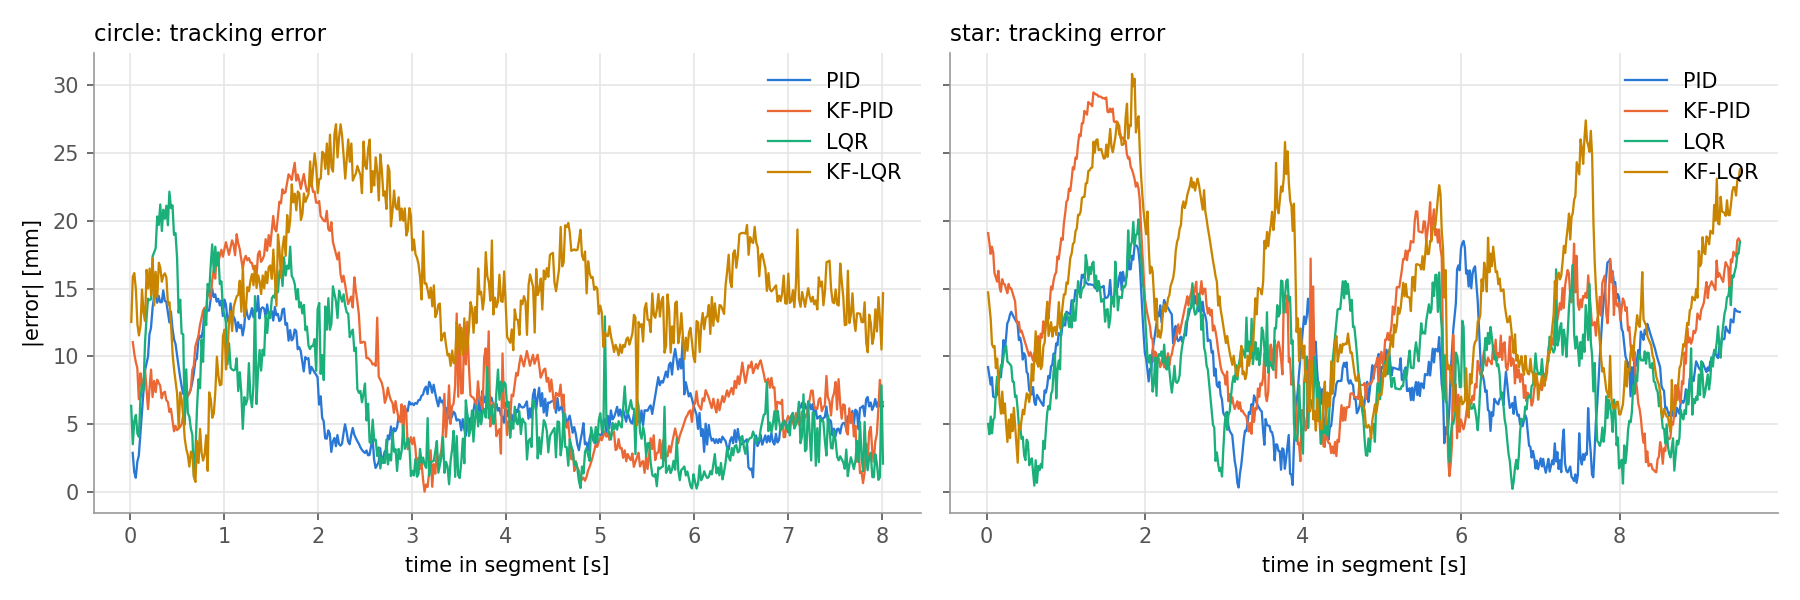 circle: tracking error
|error| [mm]
30
25
20
15
10
5
0
0 1 2 3 4 5 6 7 8
time in segment [s]
PID
KF-PID
LQR
KF-LQR
star: tracking error
0 2 4 6 8
time in segment [s]
PID
KF-PID
LQR
KF-LQR